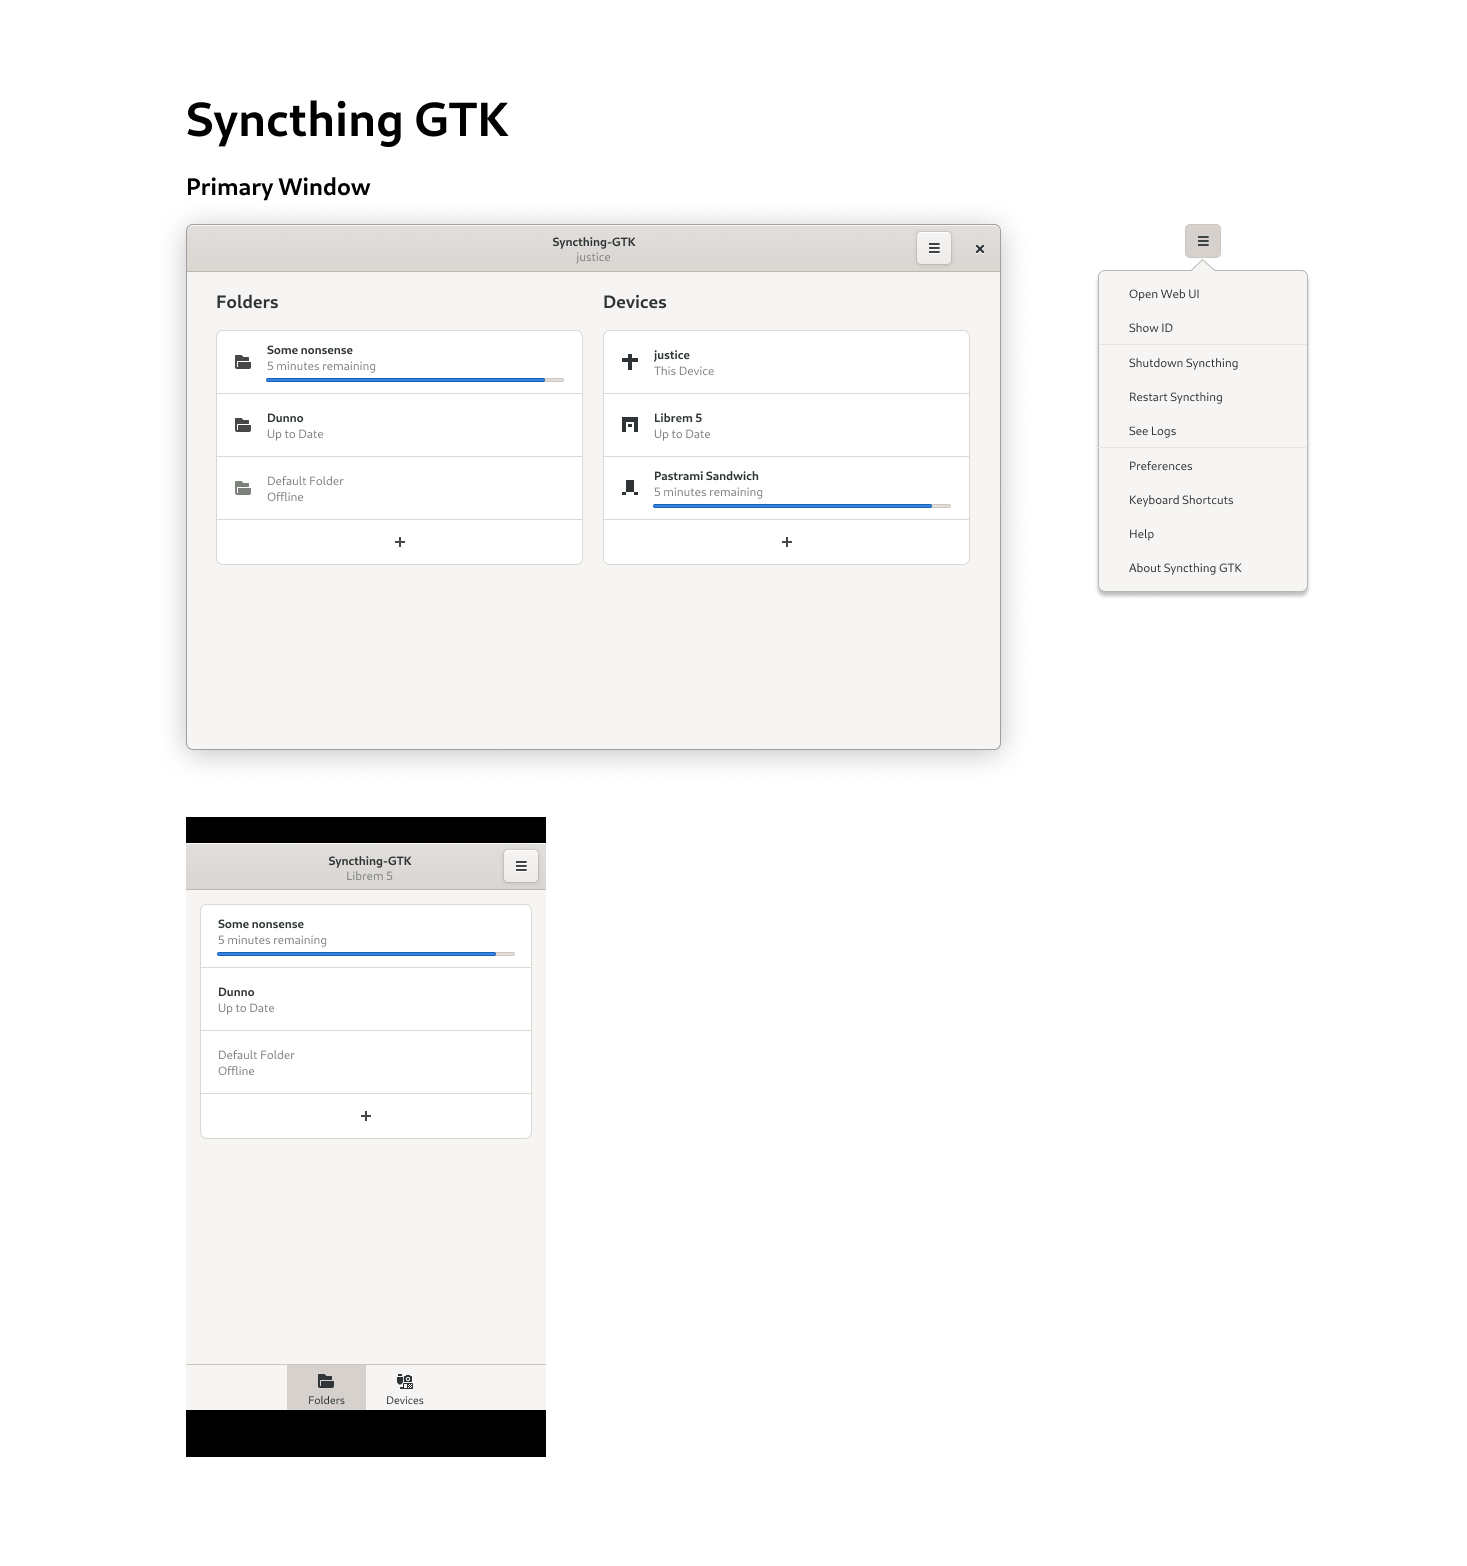 Syncthing GTK
Primary Window
Syncthing-GTK
justice
Folders
Some nonsense
5 minutes remaining
Dunno
Up to Date
Default Folder
Offline
Devices
justice
This Device
Librem 5
Up to Date
Pastrami Sandwich
5 minutes remaining
Open Web UI
Show ID
Shutdown Syncthing
Restart Syncthing
See Logs
Preferences
Keyboard Shortcuts
Help
About Syncthing GTK
Syncthing-GTK
Librem 5
Some nonsense
5 minutes remaining
Dunno
Up to Date
Default Folder
Offline
Folders
Devices